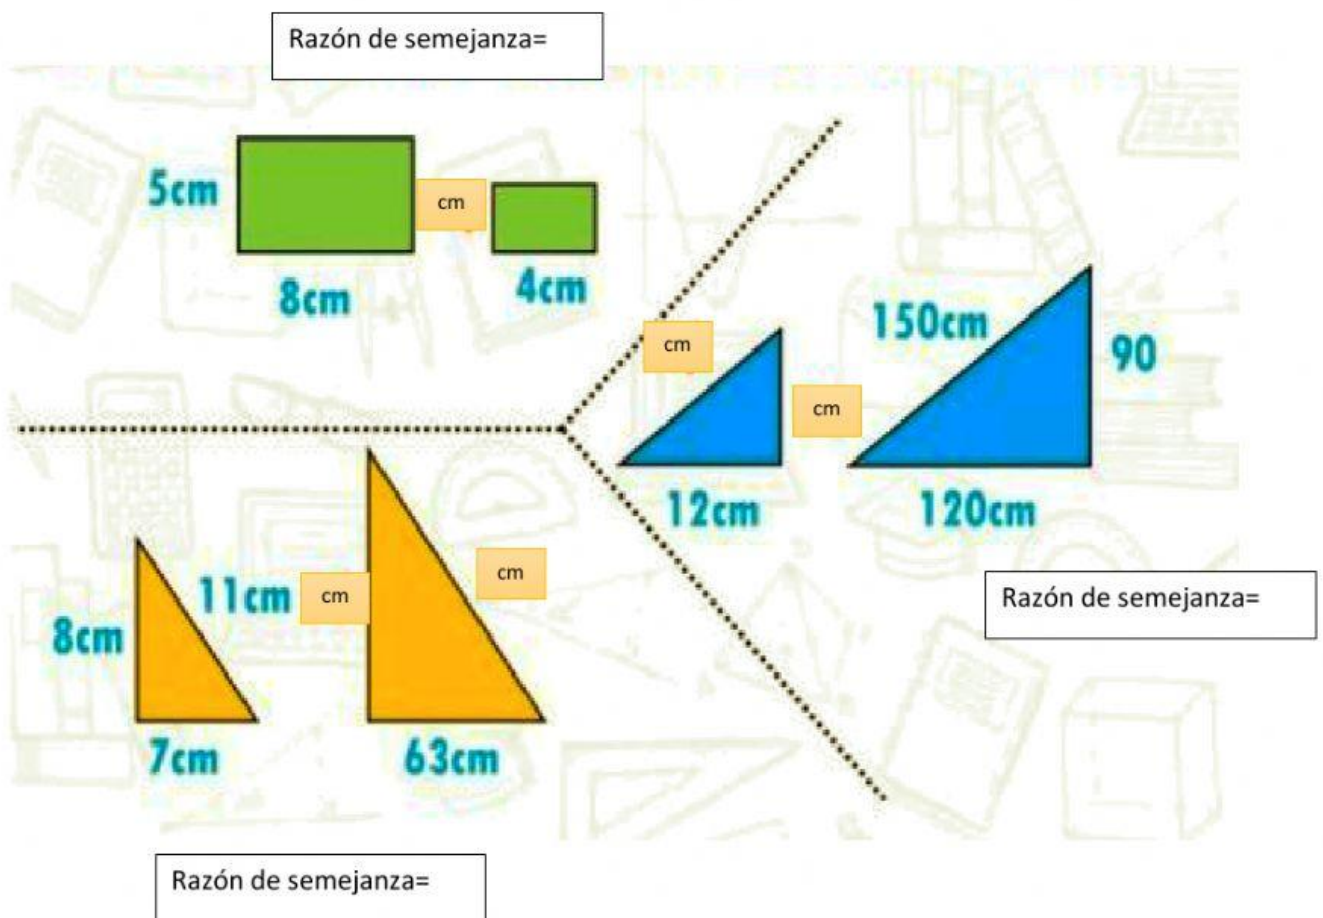 Razón de semejanza=
5cm
cm
8cm
4cm
cm
150cm
90
cm
12cm
120cm
11cm
cm
cm
8cm
7cm
63cm
Razón de semejanza=
Razón de semejanza=